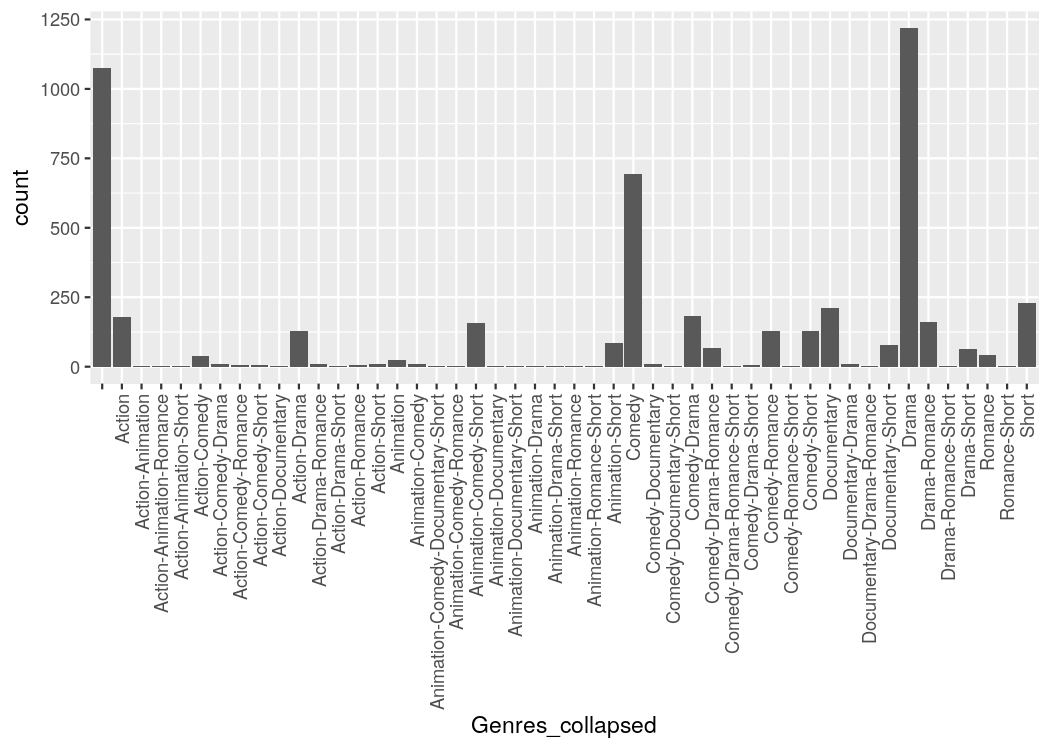 1250
1000
750
500
250
0
count
Action
Action-Animation
Action-Animation-Romance
Action-Animation-Short
Action-Comedy
Action-Comedy-Drama
Action-Comedy-Romance
Action-Comedy-Short
Action-Documentary
Action-Drama
Action-Drama-Romance
Action-Drama-Short
Action-Romance
Action-Short
Animation
Animation-Comedy
Animation-Comedy-Documentary-Short
Animation-Comedy-Romance
Animation-Comedy-Short
Animation-Documentary
Animation-Documentary-Short
Animation-Drama
Animation-Drama-Short
Animation-Romance
Animation-Romance-Short
Animation-Short
Comedy
Comedy-Documentary
Comedy-Documentary-Short
Comedy-Drama
Comedy-Drama-Romance
Comedy-Drama-Romance-Short
Comedy-Drama-Short
Comedy-Romance
Comedy-Romance-Short
Comedy-Short
Documentary
Documentary-Drama
Documentary-Drama-Romance
Documentary-Short
Drama
Drama-Romance
Drama-Romance-Short
Drama-Short
Romance
Romance-Short
Short
Genres_collapsed